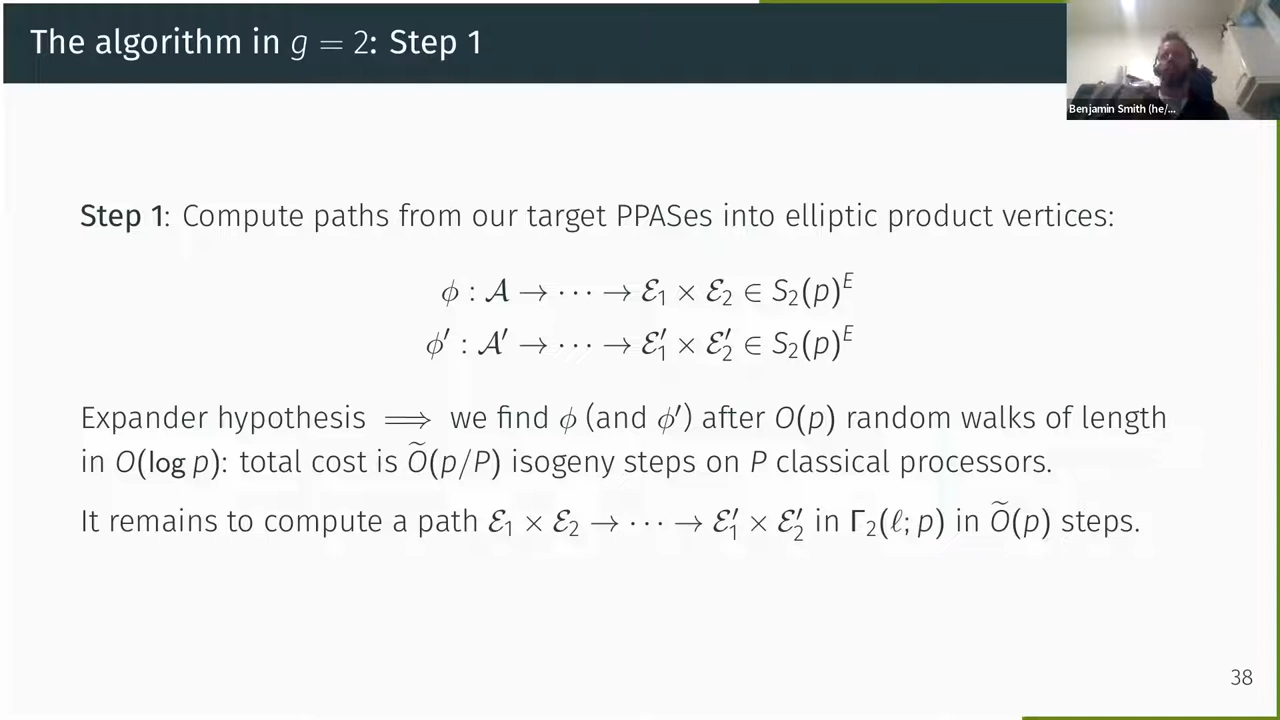 The algorithm in g = 2: Step 1
Benjamin Smith (he/...
Step 1: Compute paths from our target PPASes into elliptic product vertices:
ϕ : 𝒜 → ⋯ → ℰ₁ × ℰ₂ ∈ S₂(p)ᴱ
ϕ′ : 𝒜′ → ⋯ → ℰ′₁ × ℰ′₂ ∈ S₂(p)ᴱ
Expander hypothesis ⟹ we find ϕ (and ϕ′) after O(p) random walks of length
in O(log p): total cost is Õ(p/P) isogeny steps on P classical processors.
It remains to compute a path ℰ₁ × ℰ₂ → ⋯ → ℰ′₁ × ℰ′₂ in Γ₂(ℓ; p) in Õ(p) steps.
38